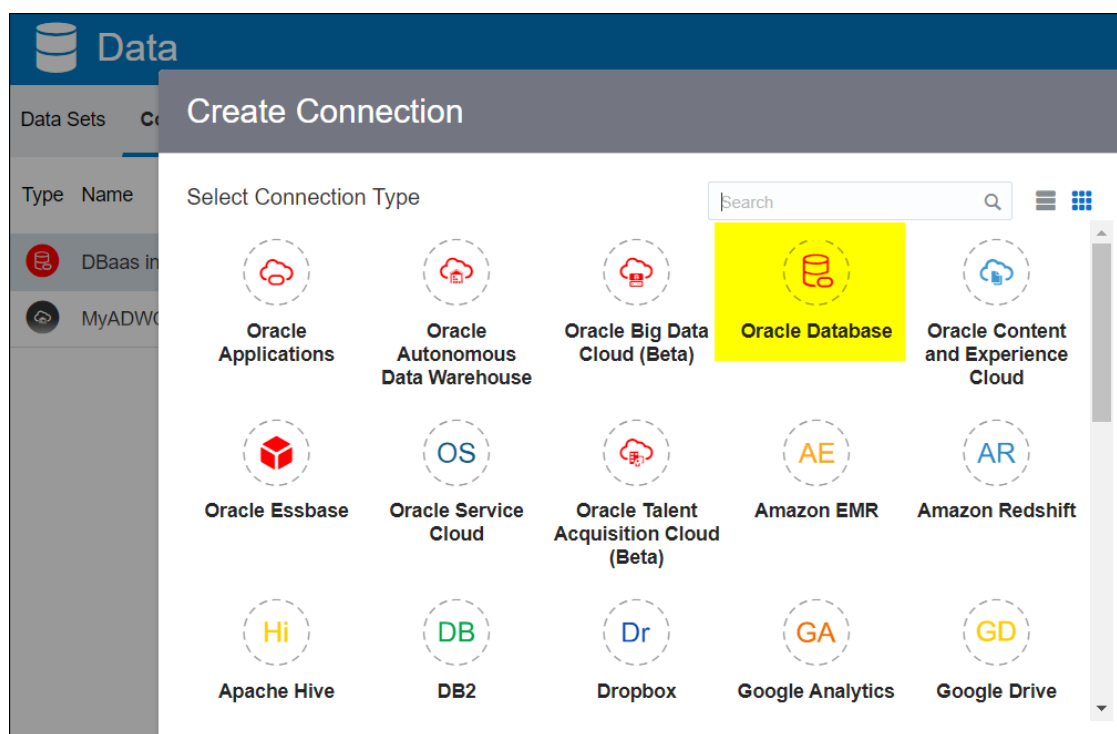 Data
Create Connection
Data Sets Co
Type Name
Select Connection Type
Search
DBaas in
MyADWC
Oracle
Applications
Oracle
Autonomous
Data Warehouse
Oracle Big Data
Cloud (Beta)
Oracle Database
Oracle Content
and Experience
Cloud
Oracle Essbase
OS
Oracle Service
Cloud
Oracle Talent
Acquisition Cloud
(Beta)
AE
Amazon EMR
AR
Amazon Redshift
Hi
Apache Hive
DB
DB2
Dr
Dropbox
GA
Google Analytics
GD
Google Drive